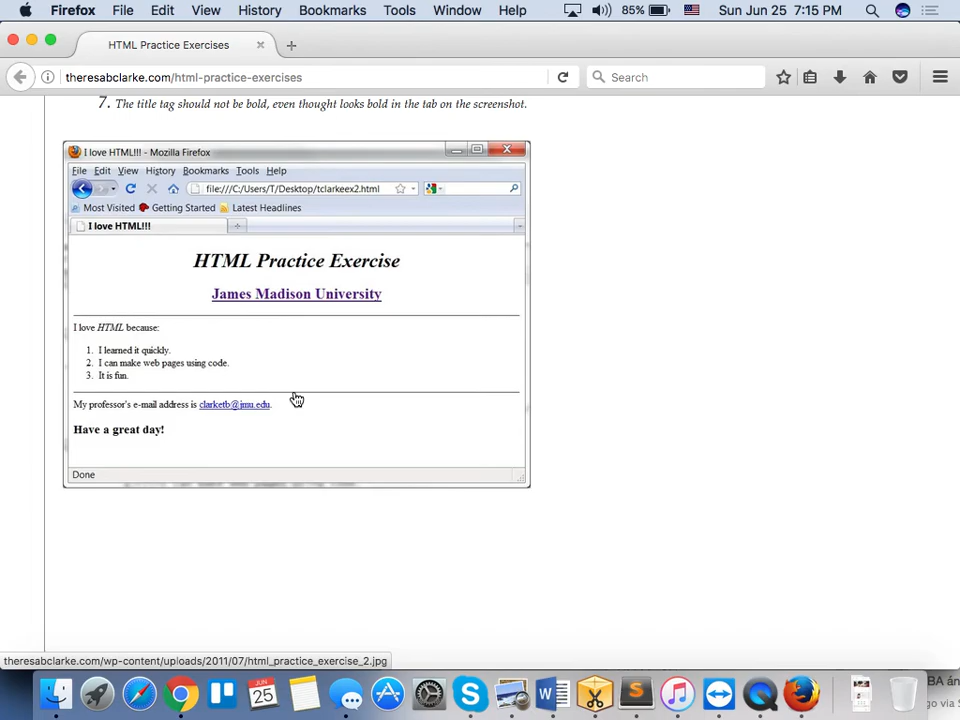 Firefox File Edit View History Bookmarks Tools Window Help 85% Sun Jun 25 7:15 PM
HTML Practice Exercises
theresabclarke.com/html-practice-exercises Search
7. The title tag should not be bold, even thought looks bold in the tab on the screenshot.
I love HTML!!! - Mozilla Firefox
File Edit View History Bookmarks Tools Help
file:///C:/Users/T/Desktop/tclarkeex2.html
Most Visited Getting Started Latest Headlines
I love HTML!!!
HTML Practice Exercise
James Madison University
I love HTML because:
1. I learned it quickly.
2. I can make web pages using code.
3. It is fun.
My professor's e-mail address is clarketb@jmu.edu.
Have a great day!
Done
theresabclarke.com/wp-content/uploads/2011/07/html_practice_exercise_2.jpg
JUN
25
BA án
go via S